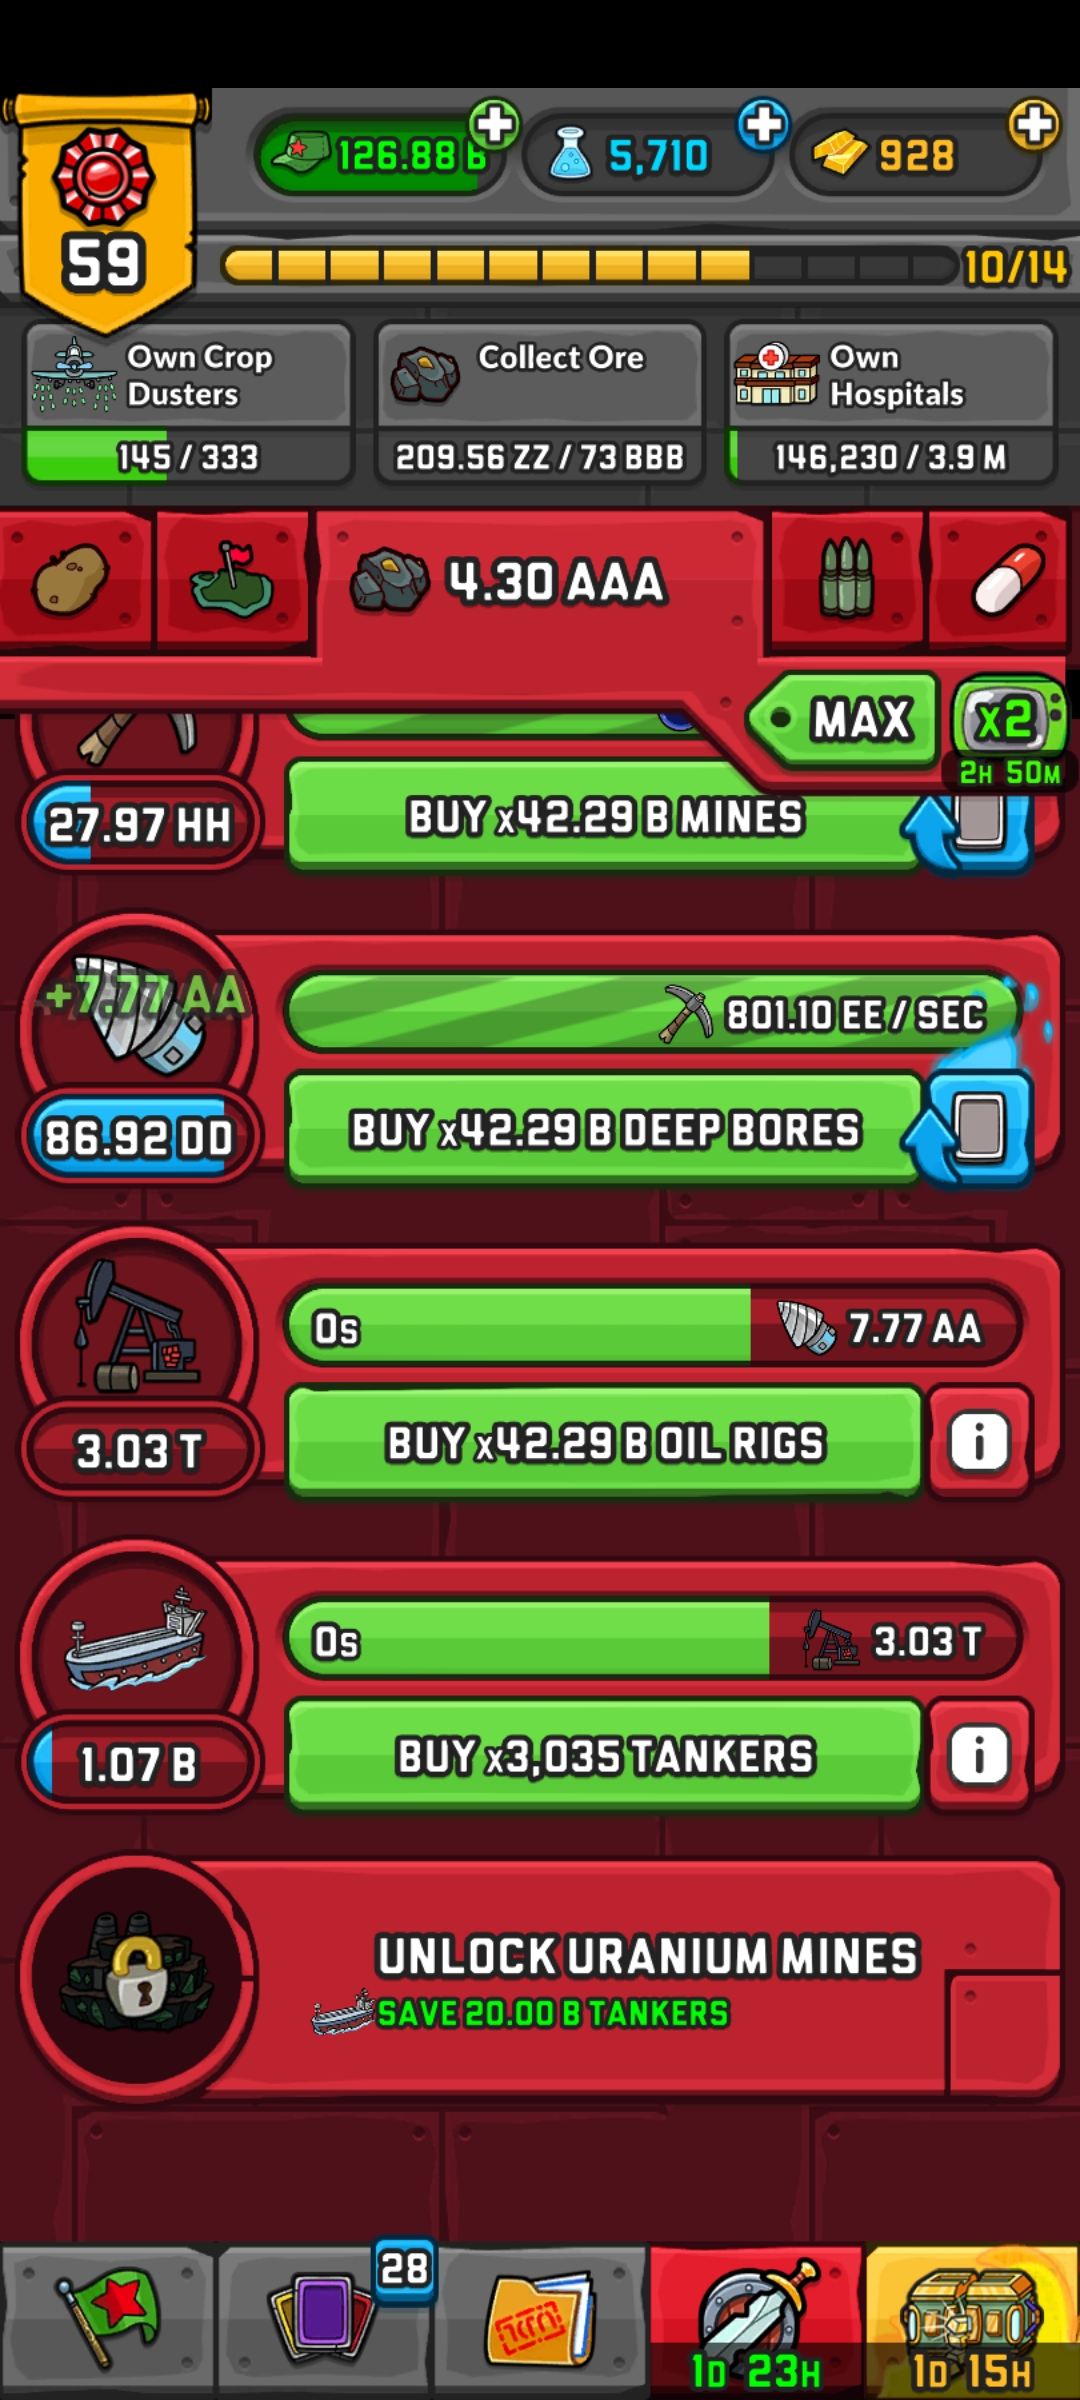 126.88 B
5,710
928
59
10/14
Own Crop
Dusters
145 / 333
Collect Ore
209.56 ZZ / 73 BBB
Own
Hospitals
146,230 / 3.9 M
4.30 AAA
MAX
x2
2H 50M
27.97 HH
BUY x42.29 B MINES
+7.77 AA
801.10 EE / SEC
86.92 DD
BUY x42.29 B DEEP BORES
0s
7.77 AA
3.03 T
BUY x42.29 B OIL RIGS
i
0s
3.03 T
1.07 B
BUY x3,035 TANKERS
i
UNLOCK URANIUM MINES
SAVE 20.00 B TANKERS
28
1D 23H
1D 15H